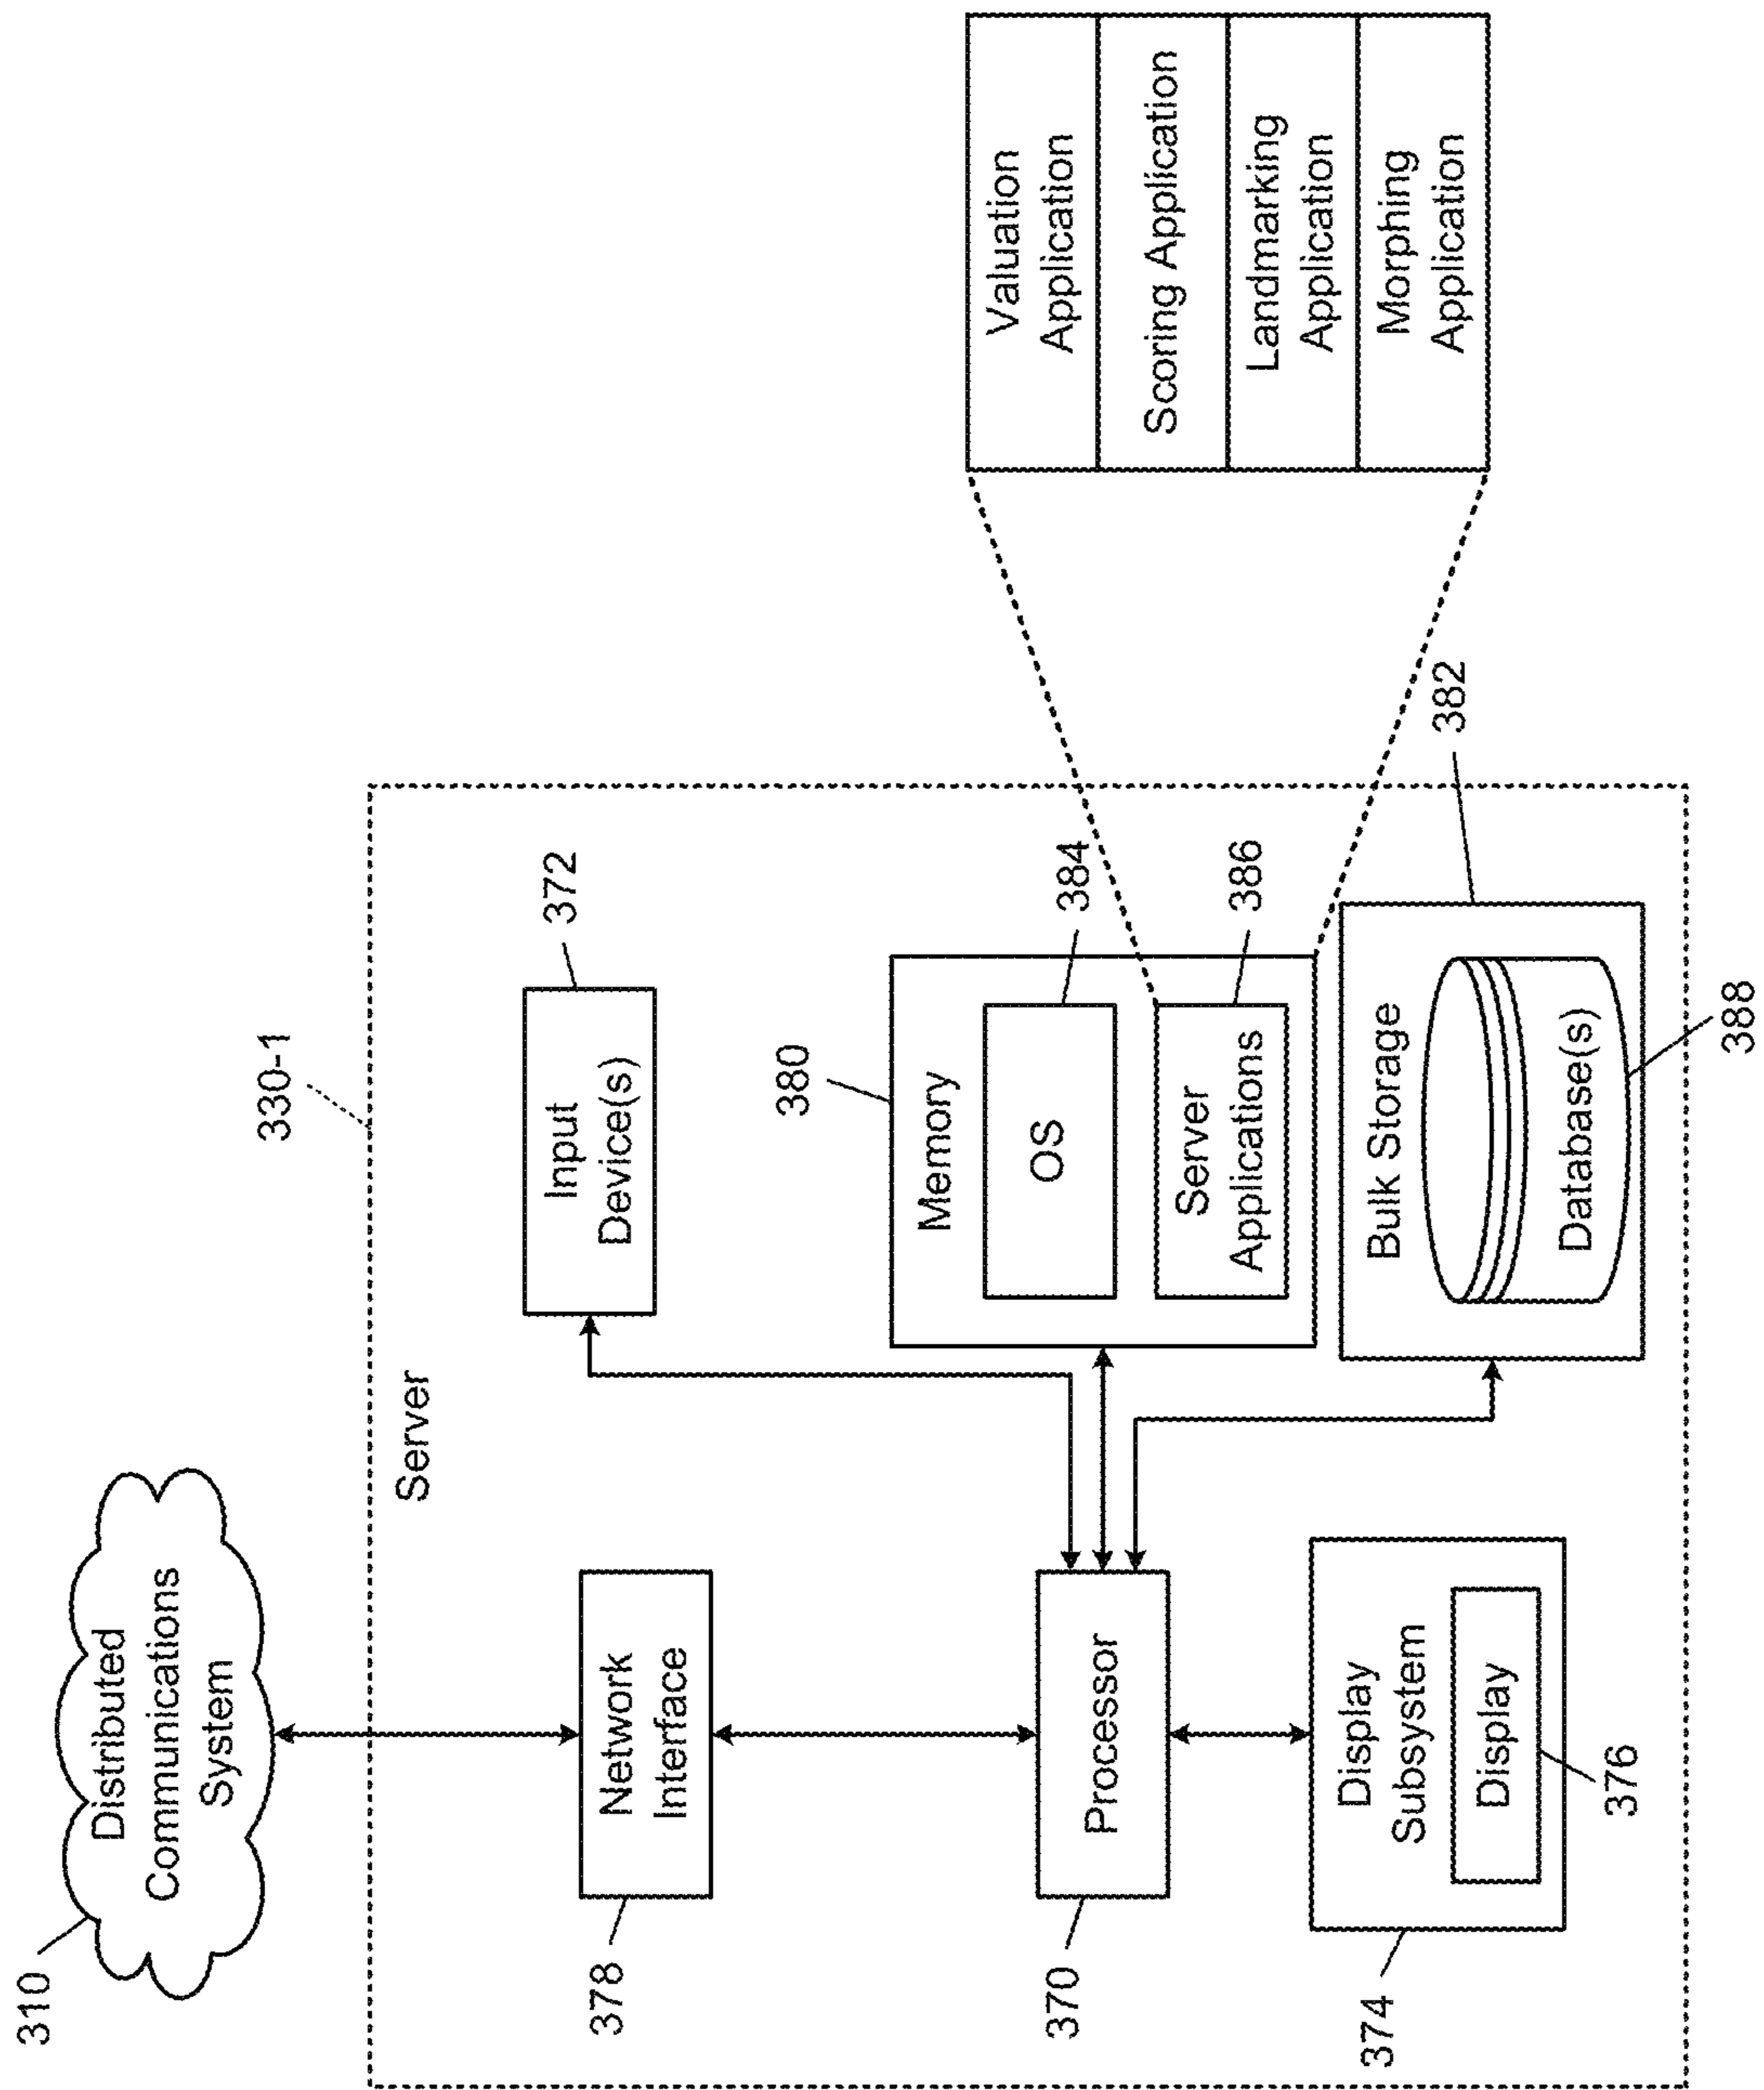 310
Distributed
Communications
System
330-1
Server
378
Network
Interface
Input
Device(s)
372
370
Processor
380
Memory
OS
384
Server
Applications
386
374
Display
Subsystem
Display
376
Bulk Storage
382
Database(s)
388
Valuation
Application
Scoring Application
Landmarking
Application
Morphing
Application